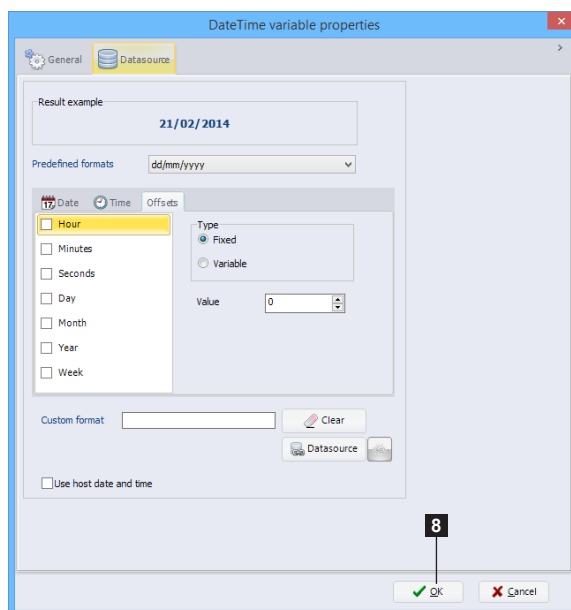 DateTime variable properties
General
Datasource
Result example
21/02/2014
Predefined formats
dd/mm/yyyy
17
Date
Time
Offsets
Hour
Minutes
Seconds
Day
Month
Year
Week
Type
Fixed
Variable
Value
0
Custom format
Clear
Datasource
Use host date and time
8
OK
Cancel